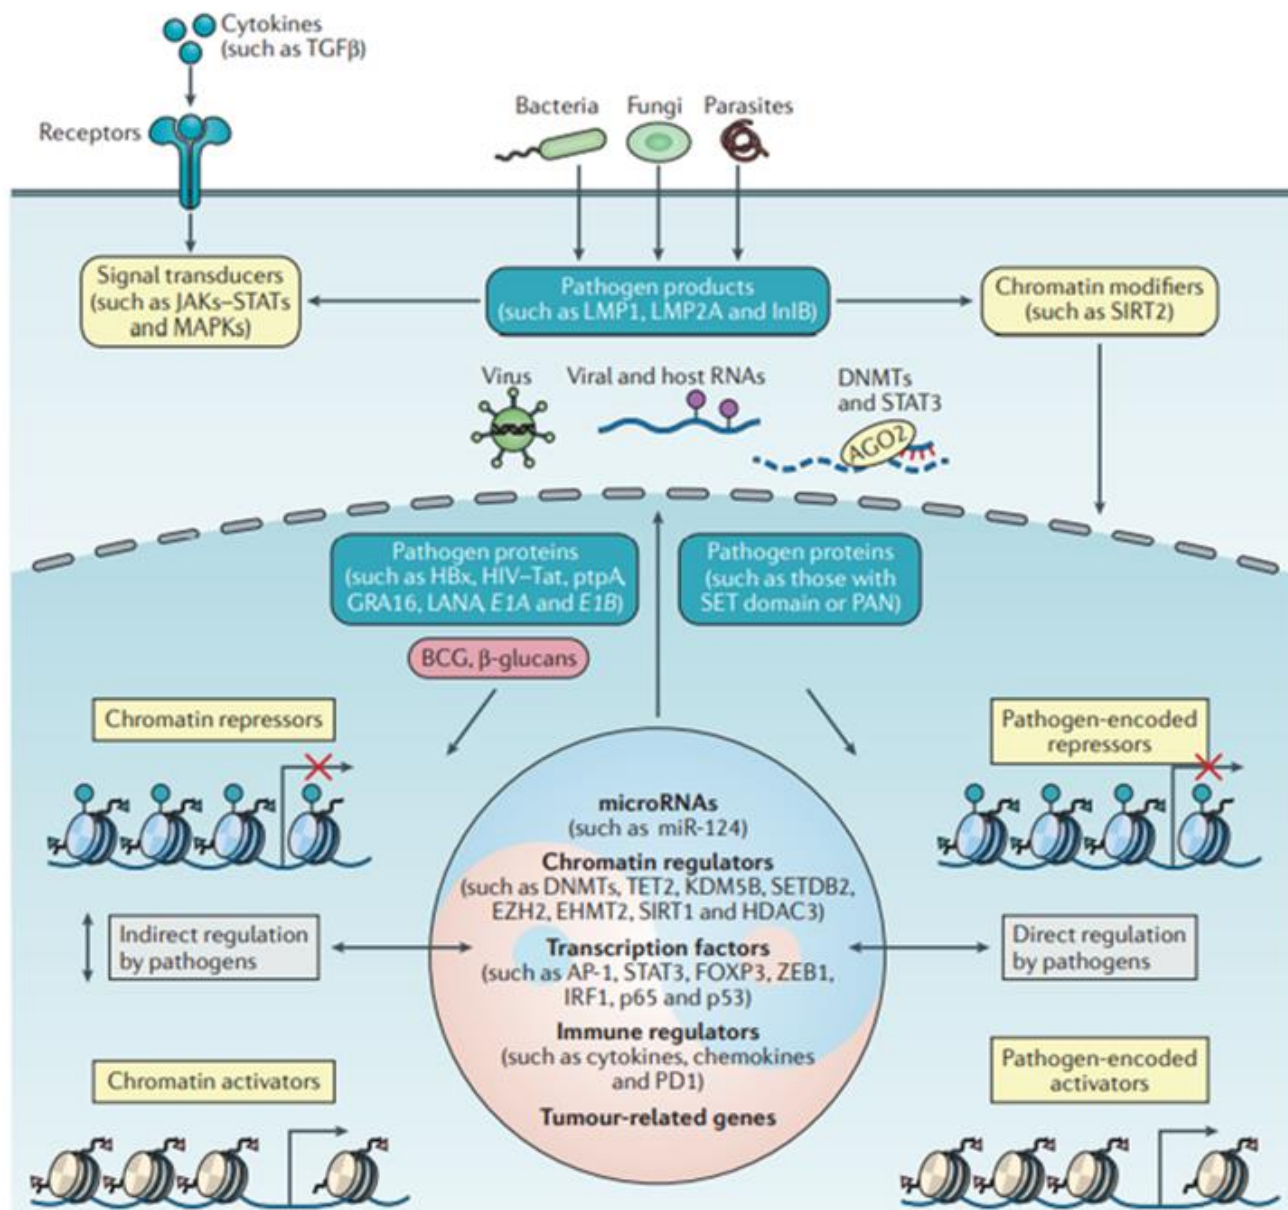 Cytokines
(such as TGFβ)
Receptors
Bacteria
Fungi
Parasites
Signal transducers
(such as JAKs–STATs
and MAPKs)
Pathogen products
(such as LMP1, LMP2A and InlB)
Chromatin modifiers
(such as SIRT2)
Virus
Viral and host RNAs
DNMTs
and STAT3
AGO2
Pathogen proteins
(such as HBx, HIV–Tat, ptpA,
GRA16, LANA, E1A and E1B)
Pathogen proteins
(such as those with
SET domain or PAN)
BCG, β-glucans
Chromatin repressors
Pathogen-encoded
repressors
microRNAs
(such as miR-124)
Chromatin regulators
(such as DNMTs, TET2, KDM5B, SETDB2,
EZH2, EHMT2, SIRT1 and HDAC3)
Indirect regulation
by pathogens
Transcription factors
(such as AP-1, STAT3, FOXP3, ZEB1,
IRF1, p65 and p53)
Direct regulation
by pathogens
Immune regulators
(such as cytokines, chemokines
and PD1)
Tumour-related genes
Chromatin activators
Pathogen-encoded
activators